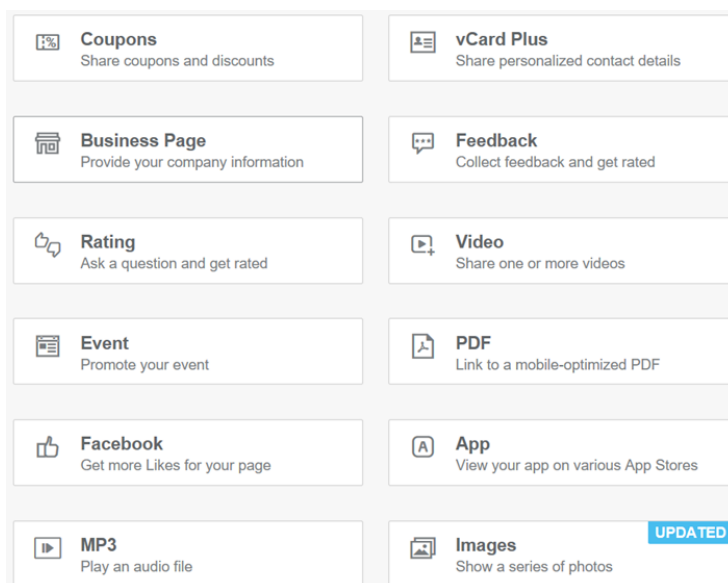 Coupons
Share coupons and discounts
vCard Plus
Share personalized contact details
Business Page
Provide your company information
Feedback
Collect feedback and get rated
Rating
Ask a question and get rated
Video
Share one or more videos
Event
Promote your event
PDF
Link to a mobile-optimized PDF
Facebook
Get more Likes for your page
App
View your app on various App Stores
MP3
Play an audio file
UPDATED
Images
Show a series of photos